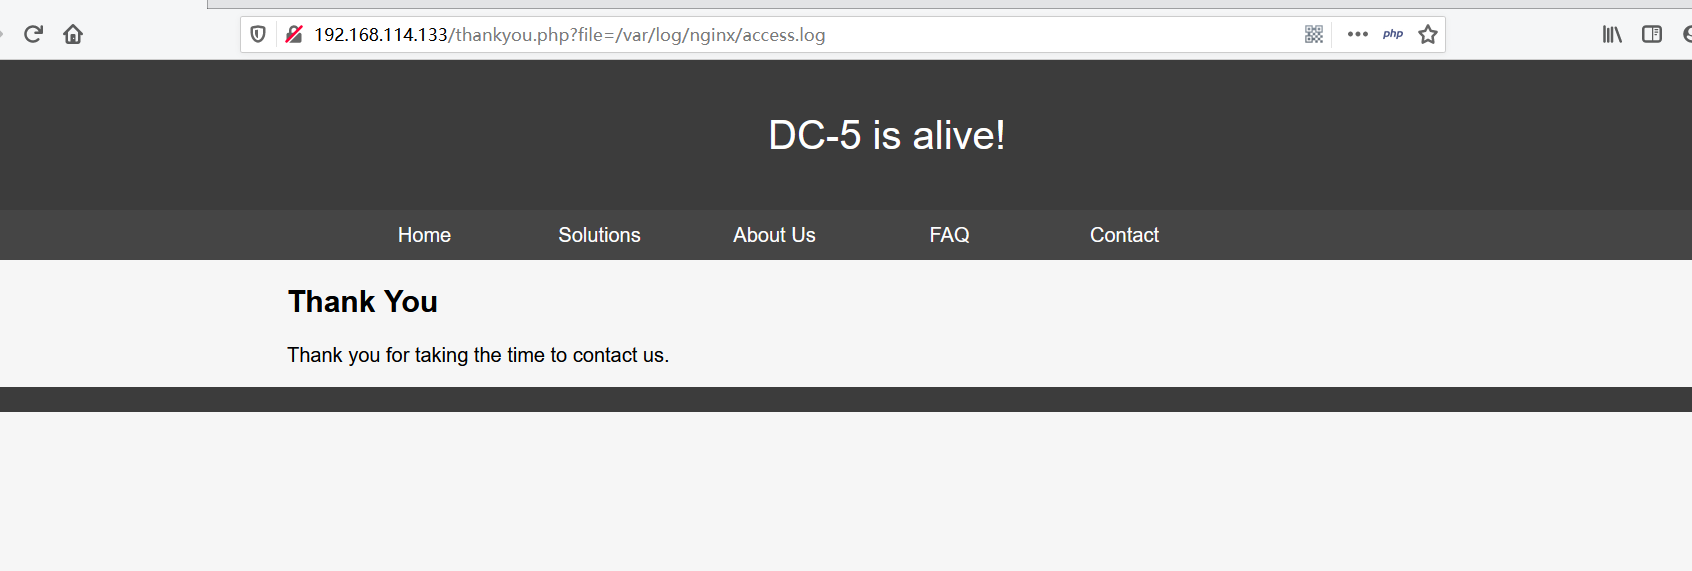 192.168.114.133/thankyou.php?file=/var/log/nginx/access.log
php
DC-5 is alive!
Home Solutions About Us FAQ Contact
Thank You
Thank you for taking the time to contact us.